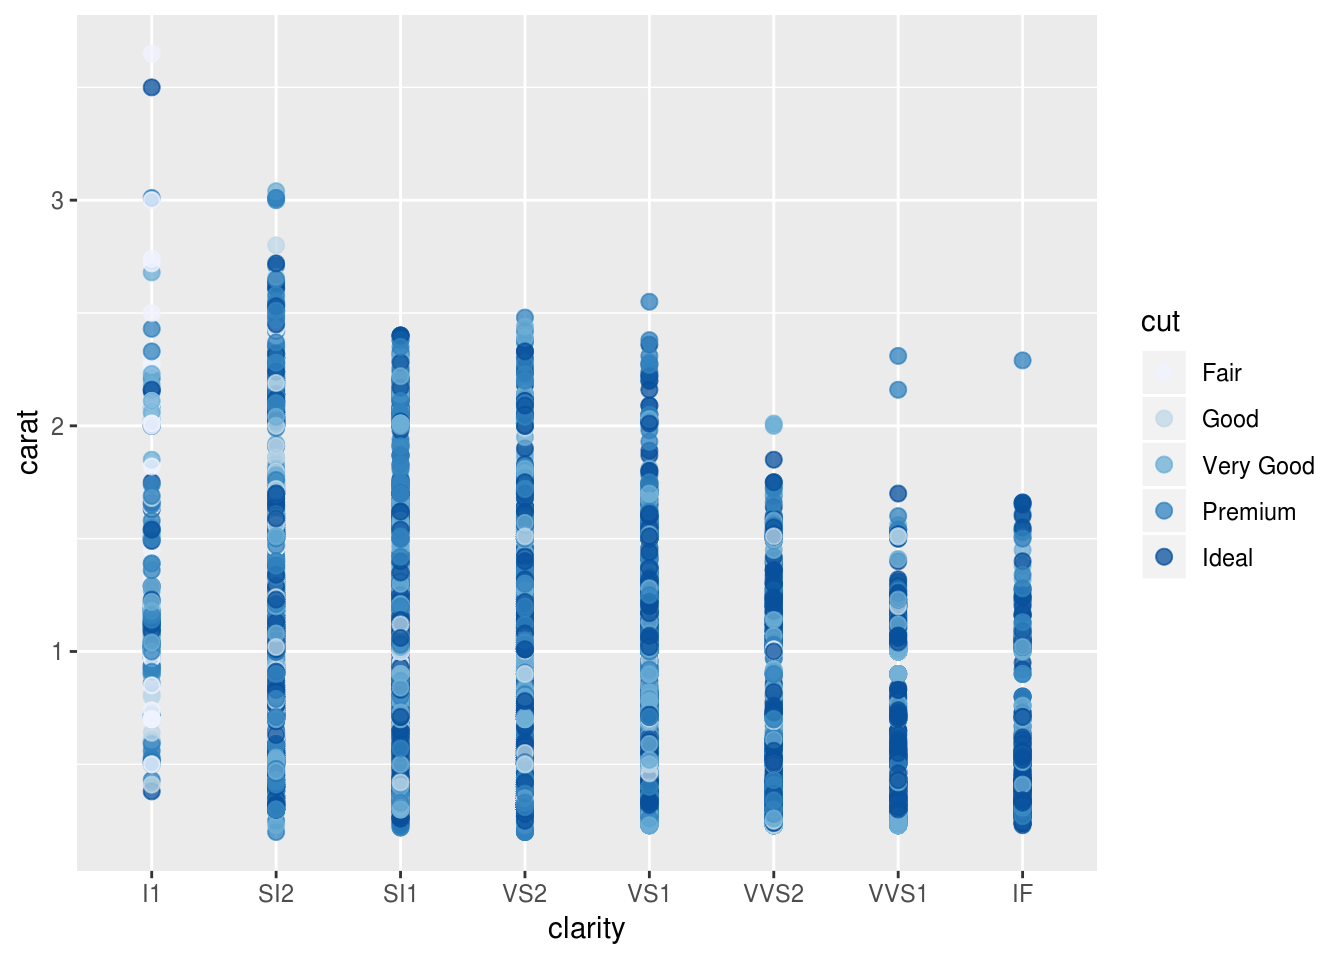 3
2
1
carat
I1 SI2 SI1 VS2 VS1 VVS2 VVS1 IF
clarity
cut
Fair
Good
Very Good
Premium
Ideal